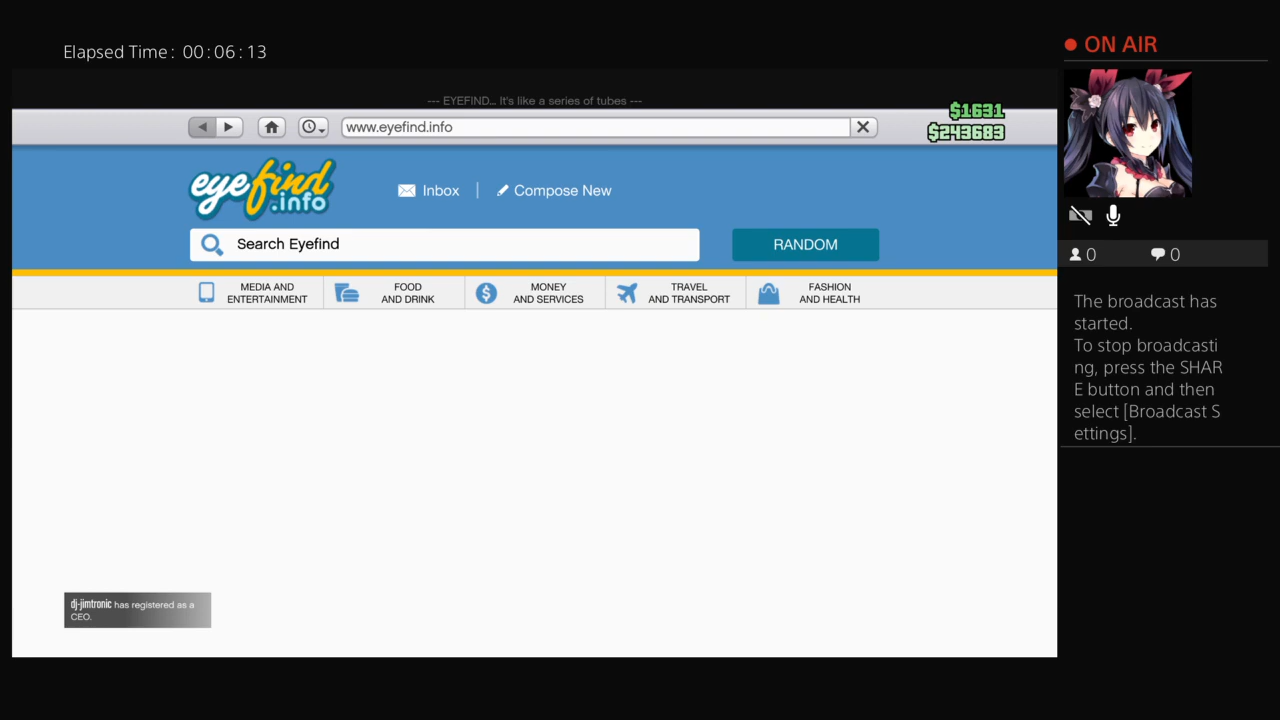 Elapsed Time: 00:06:13
ON AIR
--- EYEFIND... It's like a series of tubes ---
www.eyefind.info
$1631
$243683
eyefind.info
Inbox
Compose New
Search Eyefind
RANDOM
MEDIA AND
ENTERTAINMENT
FOOD
AND DRINK
MONEY
AND SERVICES
TRAVEL
AND TRANSPORT
FASHION
AND HEALTH
0
0
The broadcast has
started.
To stop broadcasti
ng, press the SHAR
E button and then
select [Broadcast S
ettings].
dj-jimtronic has registered as a
CEO.